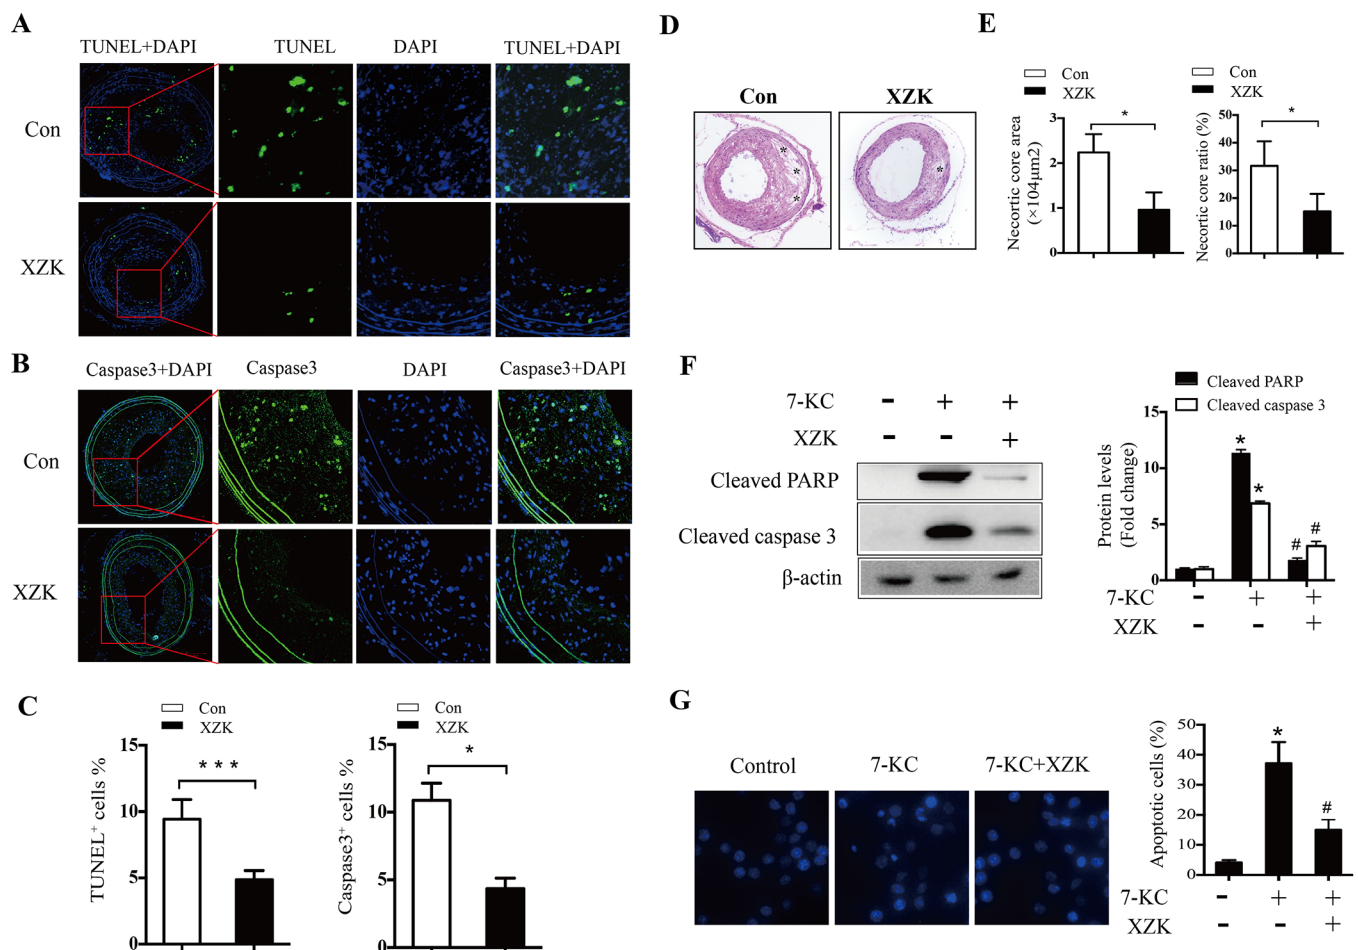 A
TUNEL+DAPI TUNEL DAPI TUNEL+DAPI
Con
XZK
B
Caspase3+DAPI Caspase3 DAPI Caspase3+DAPI
Con
XZK
C
Con
XZK
TUNEL+ cells %
15
10
5
0
* * *
Con
XZK
Caspase3+ cells %
15
10
5
0
*
D
Con XZK
* * *
*
E
Con
XZK
Necortic core area
(×104μm2)
3
2
1
0
*
Con
XZK
Necortic core ratio (%)
50
40
30
20
10
0
*
F
7-KC - + +
XZK - - +
Cleaved PARP
Cleaved caspase 3
β-actin
Cleaved PARP
Cleaved caspase 3
Protein levels
(Fold change)
15
10
5
0
* * # #
7-KC - + +
XZK - - +
G
Control 7-KC 7-KC+XZK
Apoptotic cells (%)
50
40
30
20
10
0
* #
7-KC - + +
XZK - - +